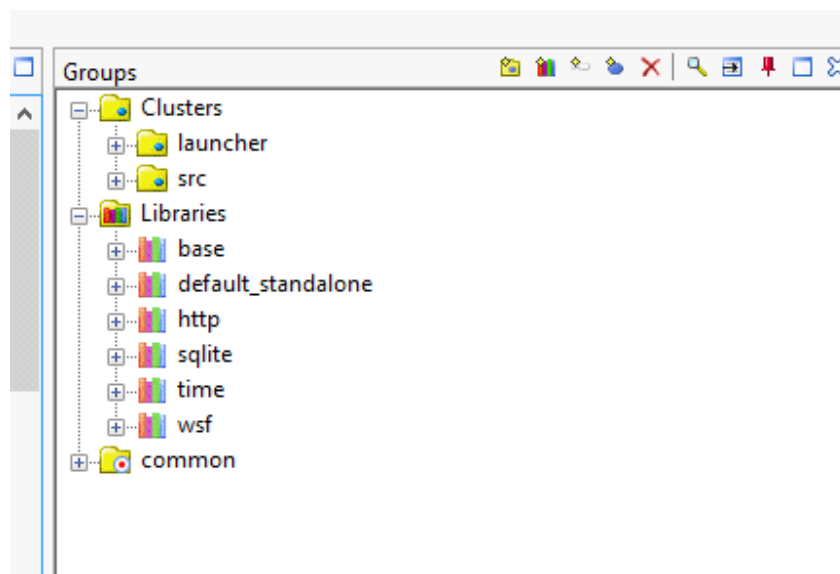 Groups
Clusters
launcher
src
Libraries
base
default_standalone
http
sqlite
time
wsf
common